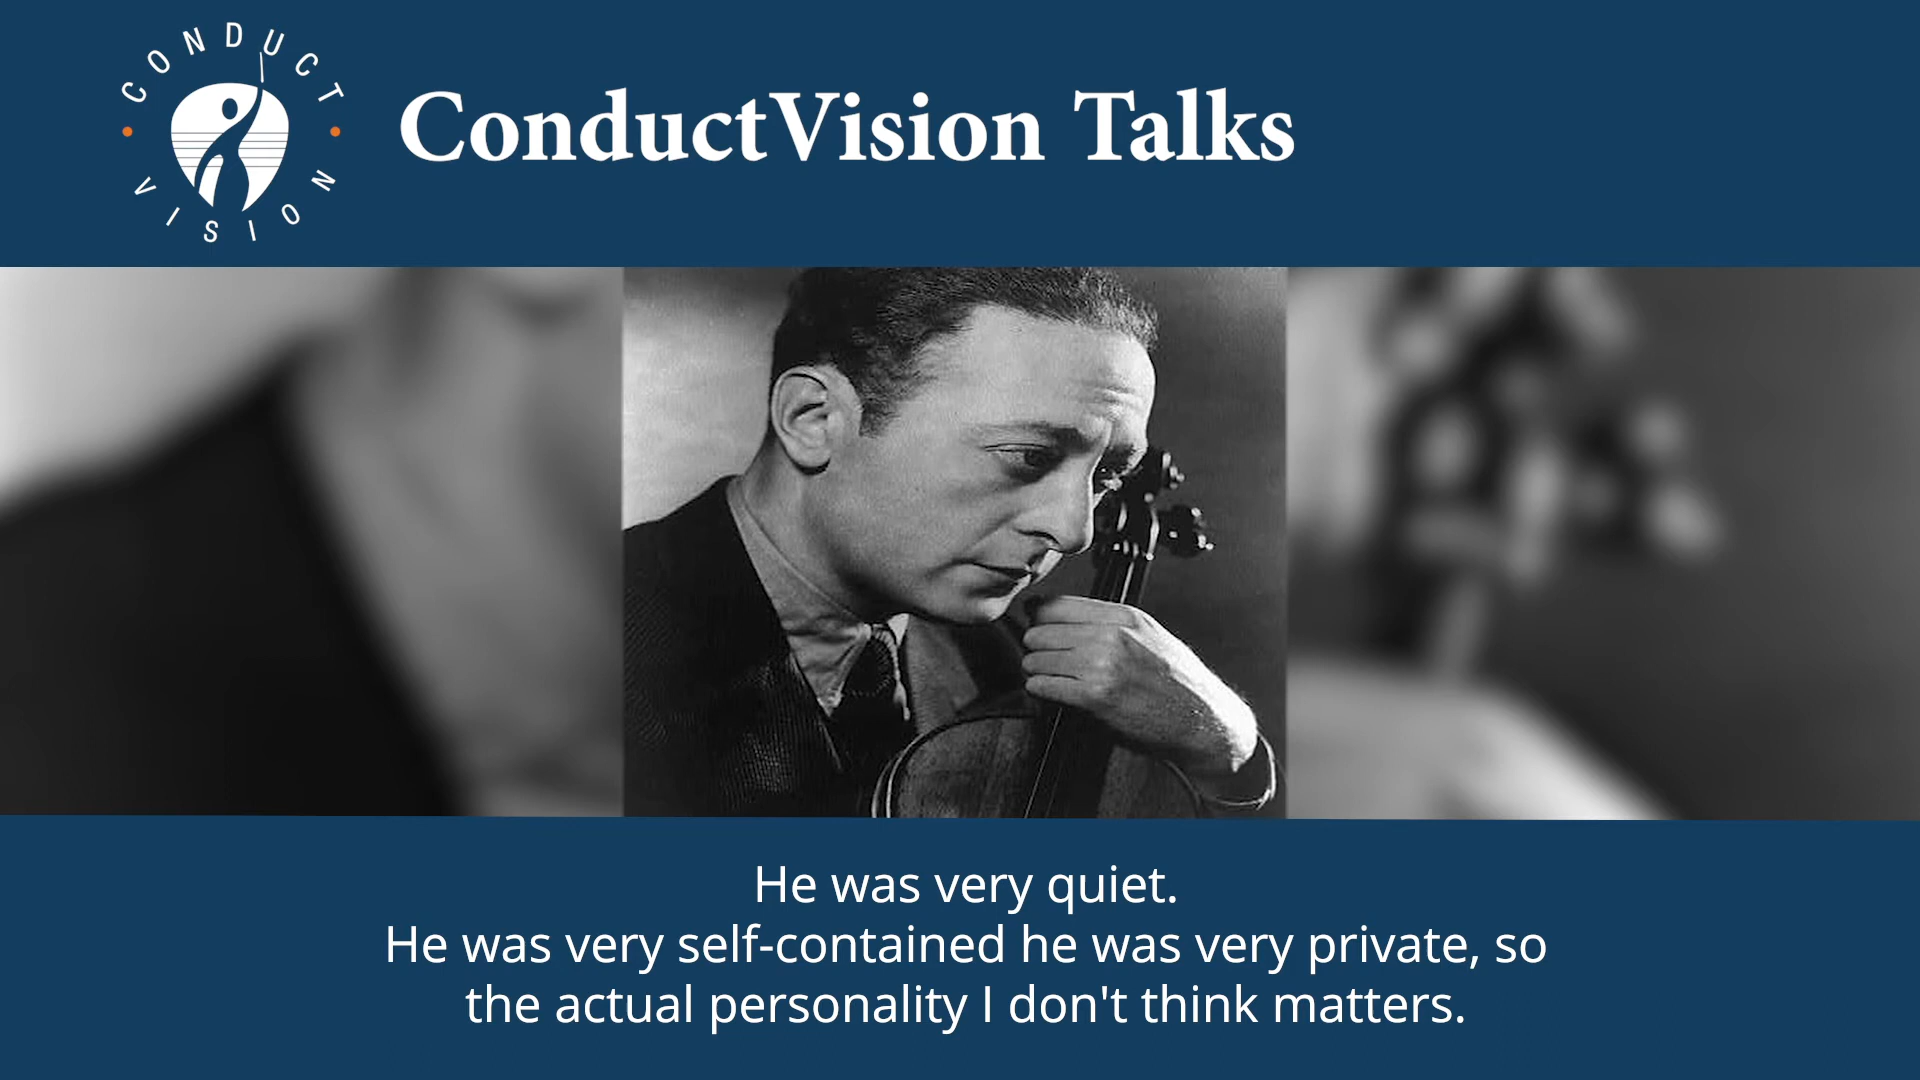 CONDUCT
VISION
ConductVision Talks
He was very quiet.
He was very self-contained he was very private, so
the actual personality I don't think matters.